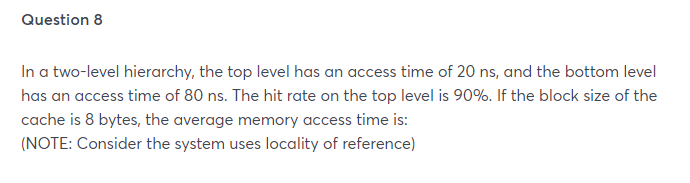 Question 8
In a two-level hierarchy, the top level has an access time of 20 ns, and the bottom level
has an access time of 80 ns. The hit rate on the top level is 90%. If the block size of the
cache is 8 bytes, the average memory access time is:
(NOTE: Consider the system uses locality of reference)